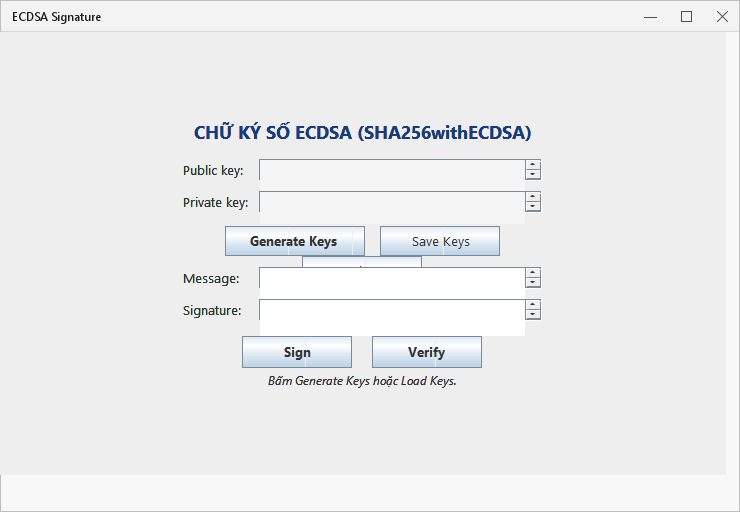 ECDSA Signature
CHỮ KÝ SỐ ECDSA (SHA256withECDSA)
Public key:
Private key:
Generate Keys Save Keys
Message:
Signature:
Sign Verify
Bấm Generate Keys hoặc Load Keys.